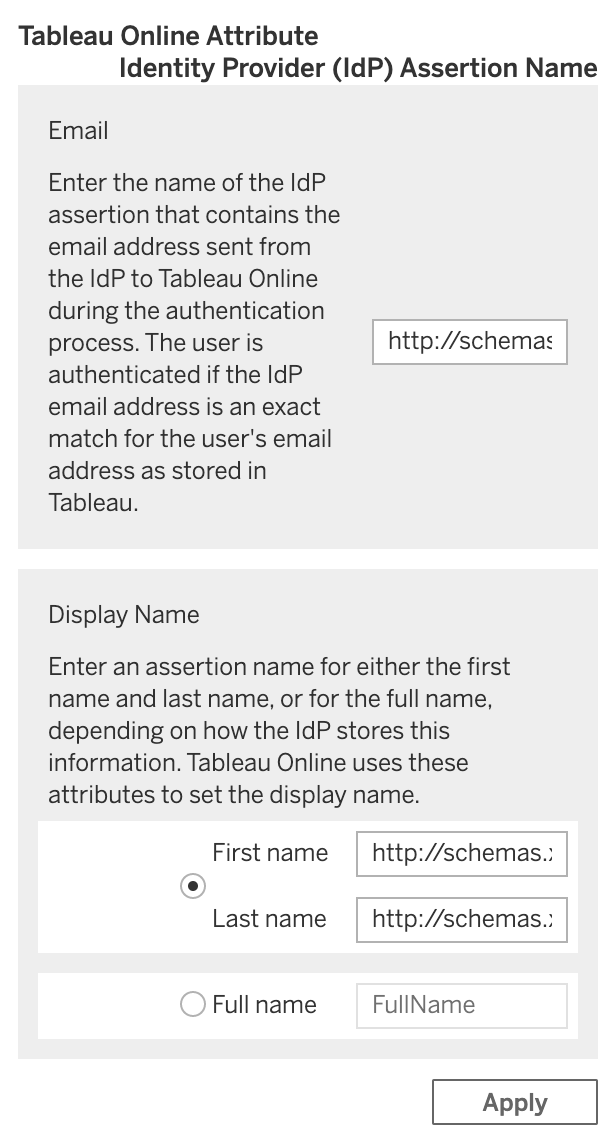 Tableau Online Attribute
Identity Provider (IdP) Assertion Name
Email
Enter the name of the IdP
assertion that contains the
email address sent from
the IdP to Tableau Online
during the authentication
process. The user is
authenticated if the IdP
email address is an exact
match for the user's email
address as stored in
Tableau.
http://schemas
Display Name
Enter an assertion name for either the first
name and last name, or for the full name,
depending on how the IdP stores this
information. Tableau Online uses these
attributes to set the display name.
First name http://schemas.x
Last name http://schemas.x
Full name FullName
Apply